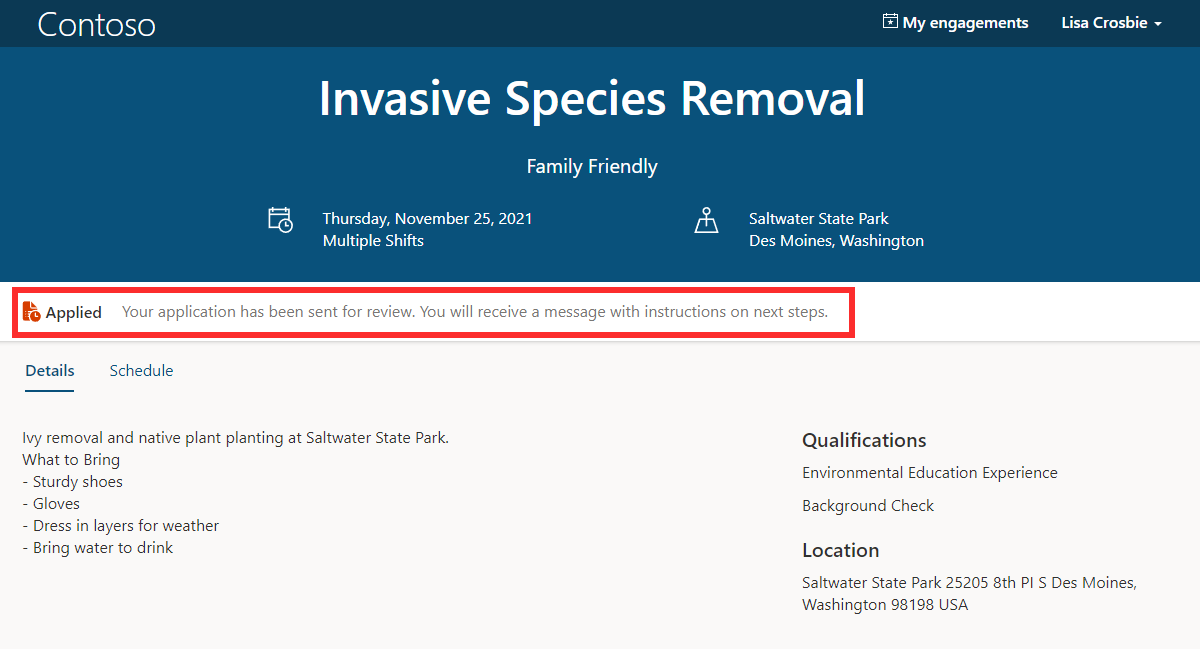 Contoso
My engagements
Lisa Crosbie
Invasive Species Removal
Family Friendly
Thursday, November 25, 2021
Multiple Shifts
Saltwater State Park
Des Moines, Washington
Applied Your application has been sent for review. You will receive a message with instructions on next steps.
Details
Schedule
Ivy removal and native plant planting at Saltwater State Park.
What to Bring
- Sturdy shoes
- Gloves
- Dress in layers for weather
- Bring water to drink
Qualifications
Environmental Education Experience
Background Check
Location
Saltwater State Park 25205 8th Pl S Des Moines,
Washington 98198 USA